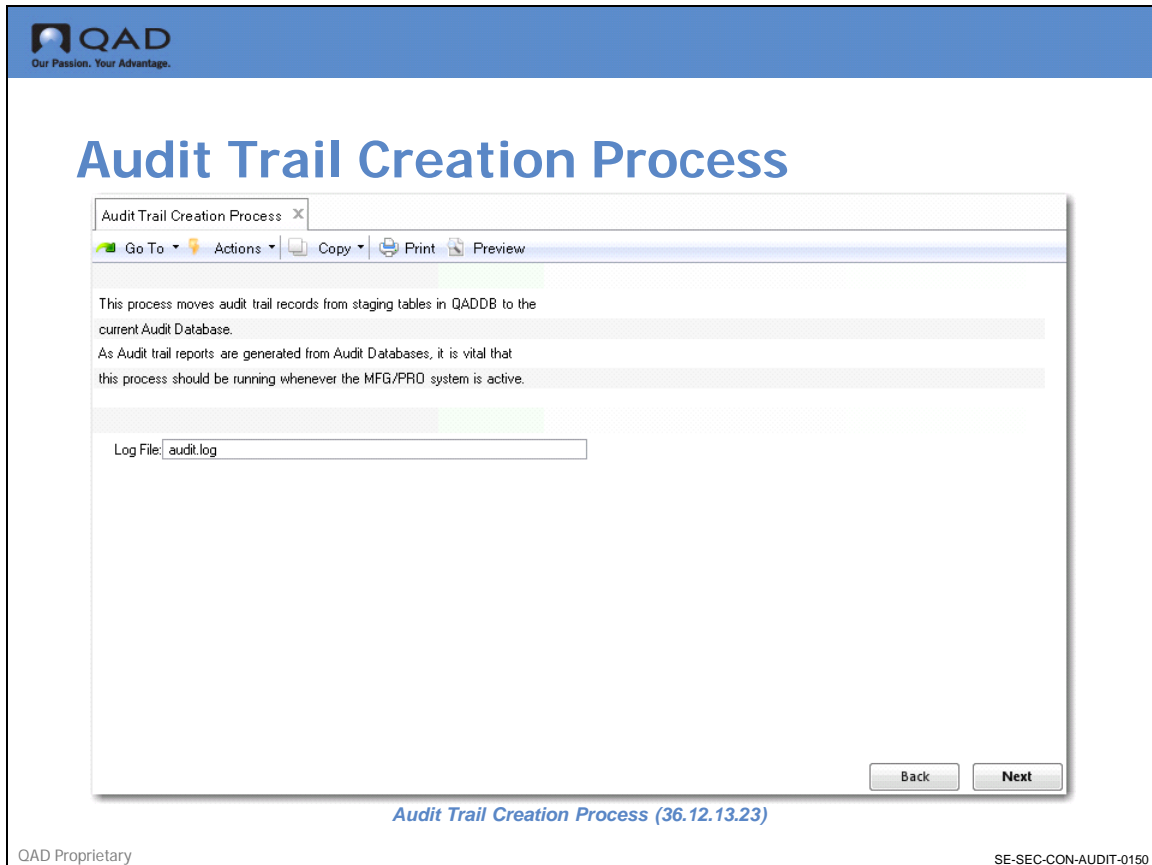 QAD
Our Passion. Your Advantage.
Audit Trail Creation Process
Audit Trail Creation Process X
Go To Actions Copy Print Preview
This process moves audit trail records from staging tables in QADDB to the
current Audit Database.
As Audit trail reports are generated from Audit Databases, it is vital that
this process should be running whenever the MFG/PRO system is active.
Log File: audit.log
Back Next
Audit Trail Creation Process (36.12.13.23)
QAD Proprietary
SE-SEC-CON-AUDIT-0150